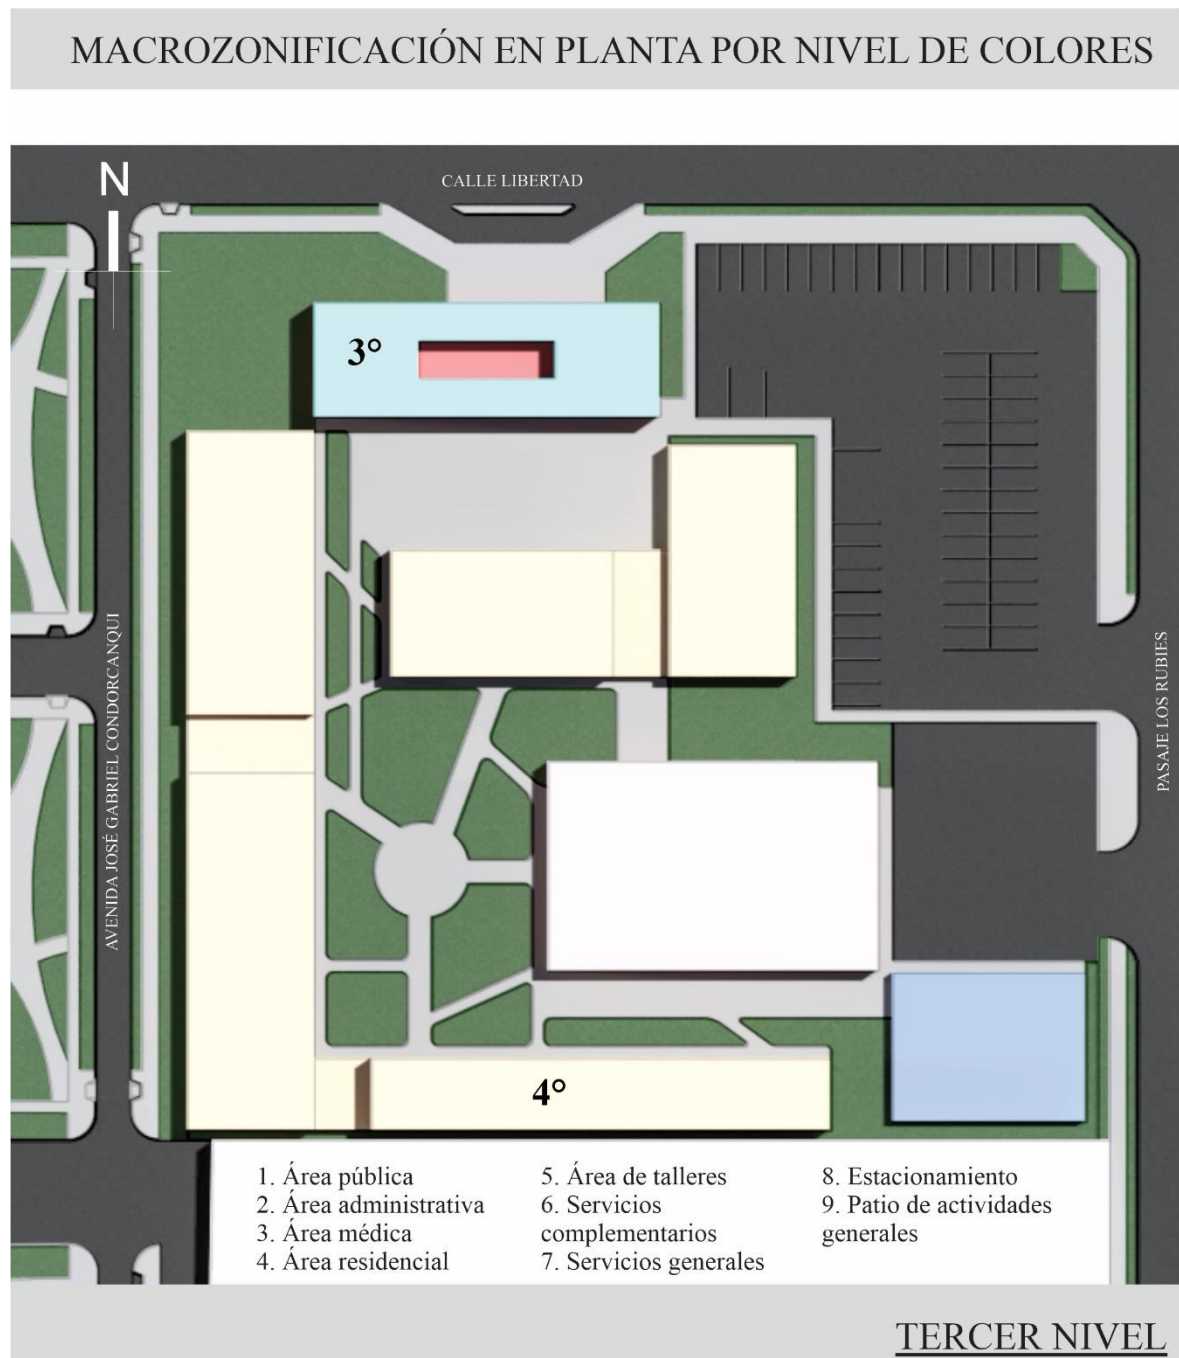 MACROZONIFICACIÓN EN PLANTA POR NIVEL DE COLORES
N
CALLE LIBERTAD
3°
AVENIDA JOSÉ GABRIEL CONDORCANQUI
PASAJE LOS RUBIES
4°
1. Área pública
2. Área administrativa
3. Área médica
4. Área residencial
5. Área de talleres
6. Servicios
complementarios
7. Servicios generales
8. Estacionamiento
9. Patio de actividades
generales
TERCER NIVEL